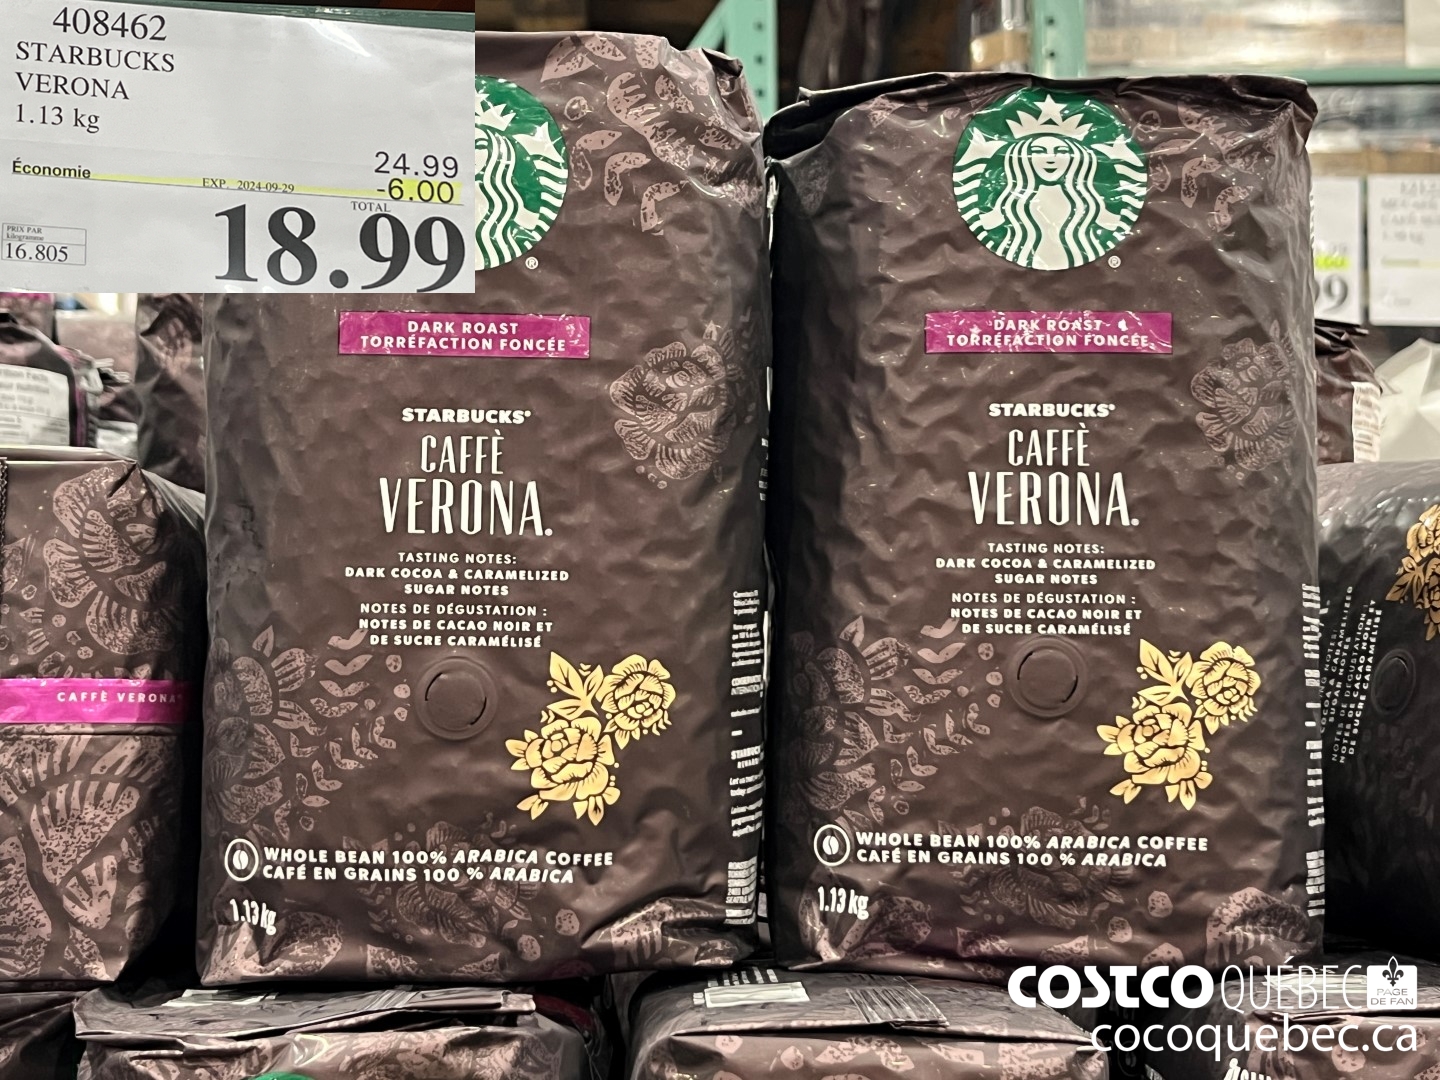 408462
STARBUCKS
VERONA
1.13 kg
24.99
Économie
-6.00
EXP. 2024-09-29
TOTAL
18.99
PRIX PAR
kilogramme
16.805
DARK ROAST
TORRÉFACTION FONCÉE
STARBUCKS®
CAFFÈ
VERONA®
TASTING NOTES:
DARK COCOA & CARAMELIZED
SUGAR NOTES
NOTES DE DÉGUSTATION :
NOTES DE CACAO NOIR ET
DE SUCRE CARAMÉLISÉ
WHOLE BEAN 100% ARABICA COFFEE
CAFÉ EN GRAINS 100 % ARABICA
1.13 kg
DARK ROAST
TORRÉFACTION FONCÉE
STARBUCKS®
CAFFÈ
VERONA®
TASTING NOTES:
DARK COCOA & CARAMELIZED
SUGAR NOTES
NOTES DE DÉGUSTATION :
NOTES DE CACAO NOIR ET
DE SUCRE CARAMÉLISÉ
WHOLE BEAN 100% ARABICA COFFEE
CAFÉ EN GRAINS 100 % ARABICA
1.13 kg
CAFFÈ VERONA®
COSTCO QUÉBEC
PAGE
DE FAN
cocoquebec.ca